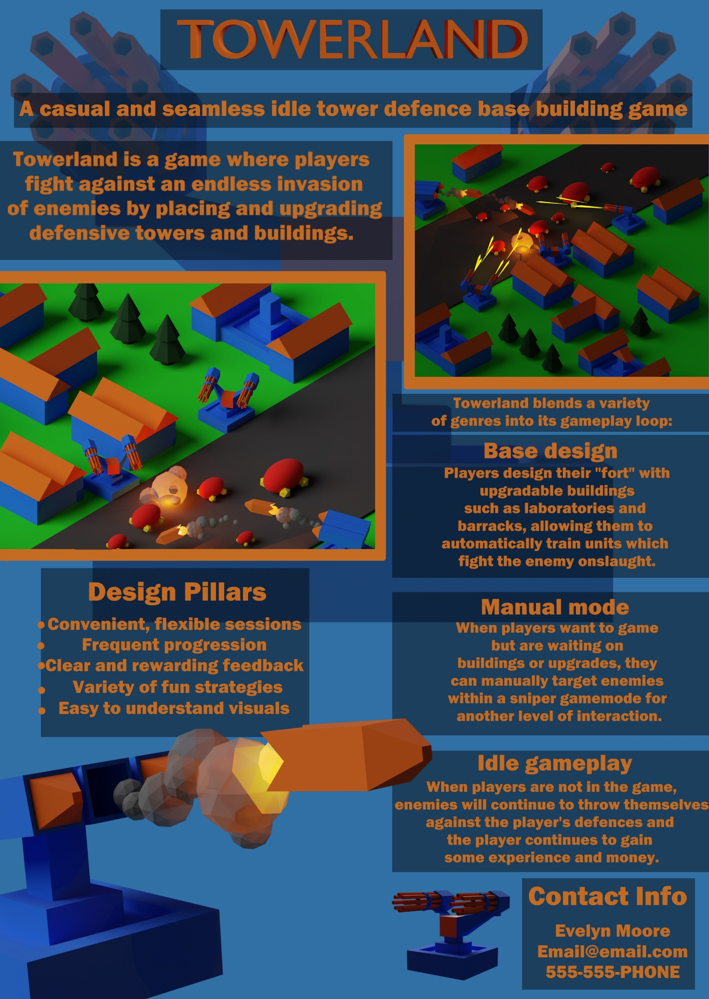 TOWERLAND
A casual and seamless idle tower defence base building game
Towerland is a game where players
fight against an endless invasion
of enemies by placing and upgrading
defensive towers and buildings.
Towerland blends a variety
of genres into its gameplay loop:
Base design
Players design their "fort" with
upgradable buildings
such as laboratories and
barracks, allowing them to
automatically train units which
fight the enemy onslaught.
Design Pillars
•Convenient, flexible sessions
• Frequent progression
•Clear and rewarding feedback
• Variety of fun strategies
• Easy to understand visuals
Manual mode
When players want to game
but are waiting on
buildings or upgrades, they
can manually target enemies
within a sniper gamemode for
another level of interaction.
Idle gameplay
When players are not in the game,
enemies will continue to throw themselves
against the player's defences and
the player continues to gain
some experience and money.
Contact Info
Evelyn Moore
Email@email.com
555-555-PHONE